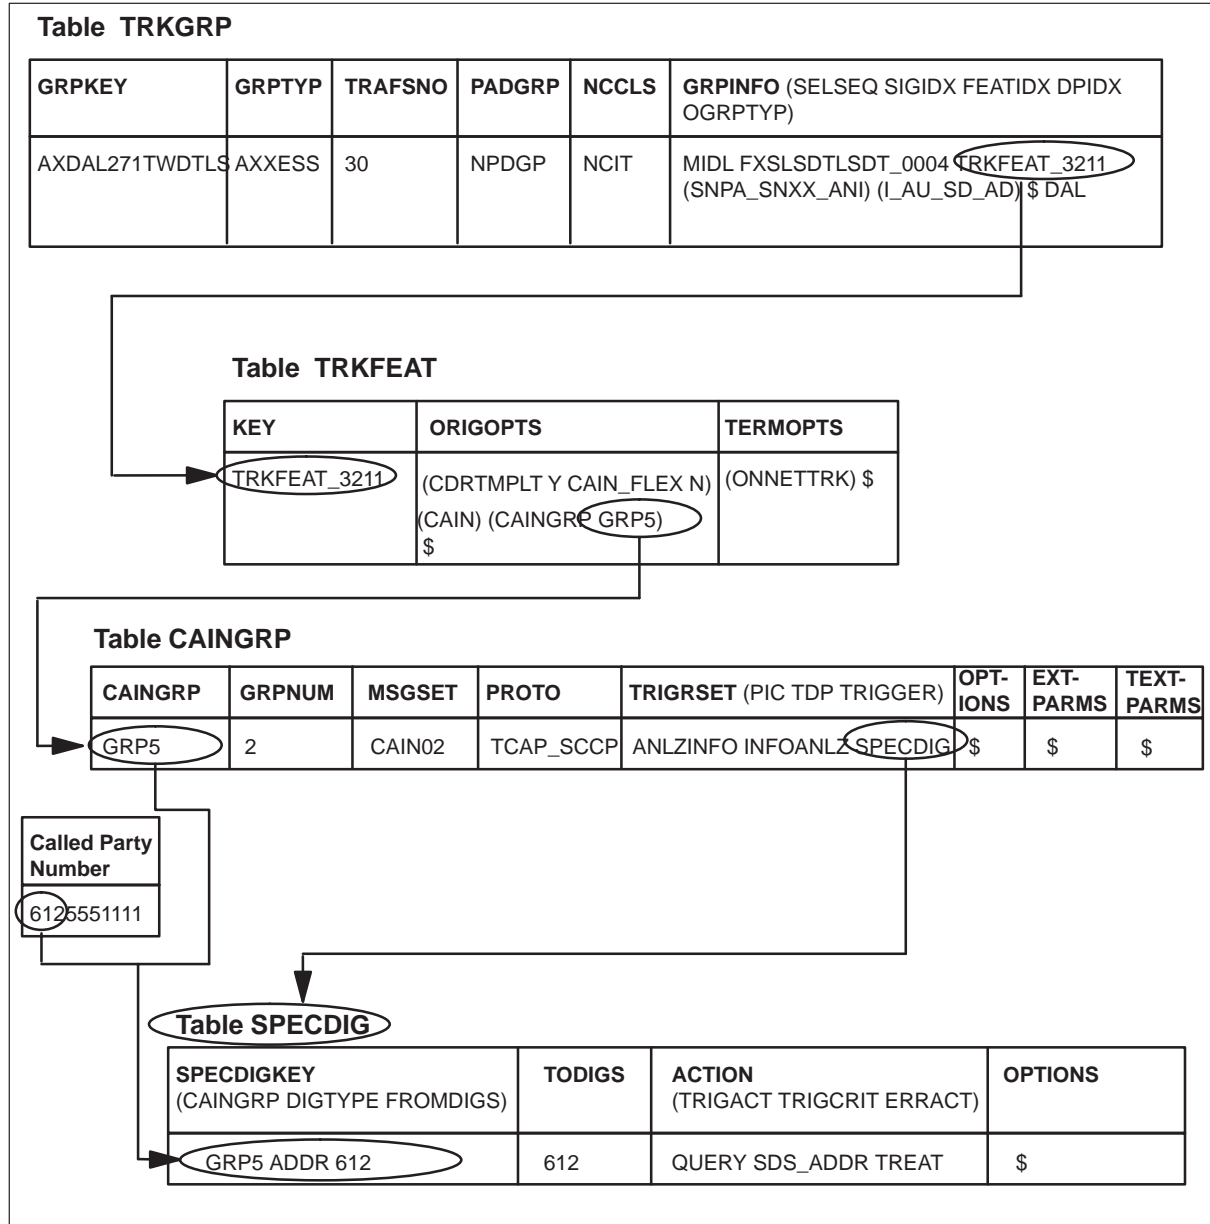 Table TRKGRP
GRPKEY GRPTYP TRAFSNO PADGRP NCCLS GRPINFO (SELSEQ SIGIDX FEATIDX DPIDX
OGRPTYP)
AXDAL271TWDTLS AXXESS 30 NPDGP NCIT MIDL FXSLSDTLSDT_0004 TRKFEAT_3211
(SNPA_SNXX_ANI) (I_AU_SD_AD) $ DAL
Table TRKFEAT
KEY ORIGOPTS TERMOPTS
TRKFEAT_3211 (CDRTMPLT Y CAIN_FLEX N) (ONNETTRK) $
(CAIN) (CAINGRP GRP5)
$
Table CAINGRP
CAINGRP GRPNUM MSGSET PROTO TRIGRSET (PIC TDP TRIGGER) OPT- EXT- TEXT-
IONS PARMS PARMS
GRP5 2 CAIN02 TCAP_SCCP ANLZINFO INFOANLZ SPECDIG $ $ $
Called Party
Number
6125551111
Table SPECDIG
SPECDIGKEY TODIGS ACTION OPTIONS
(CAINGRP DIGTYPE FROMDIGS) (TRIGACT TRIGCRIT ERRACT)
GRP5 ADDR 612 612 QUERY SDS_ADDR TREAT $